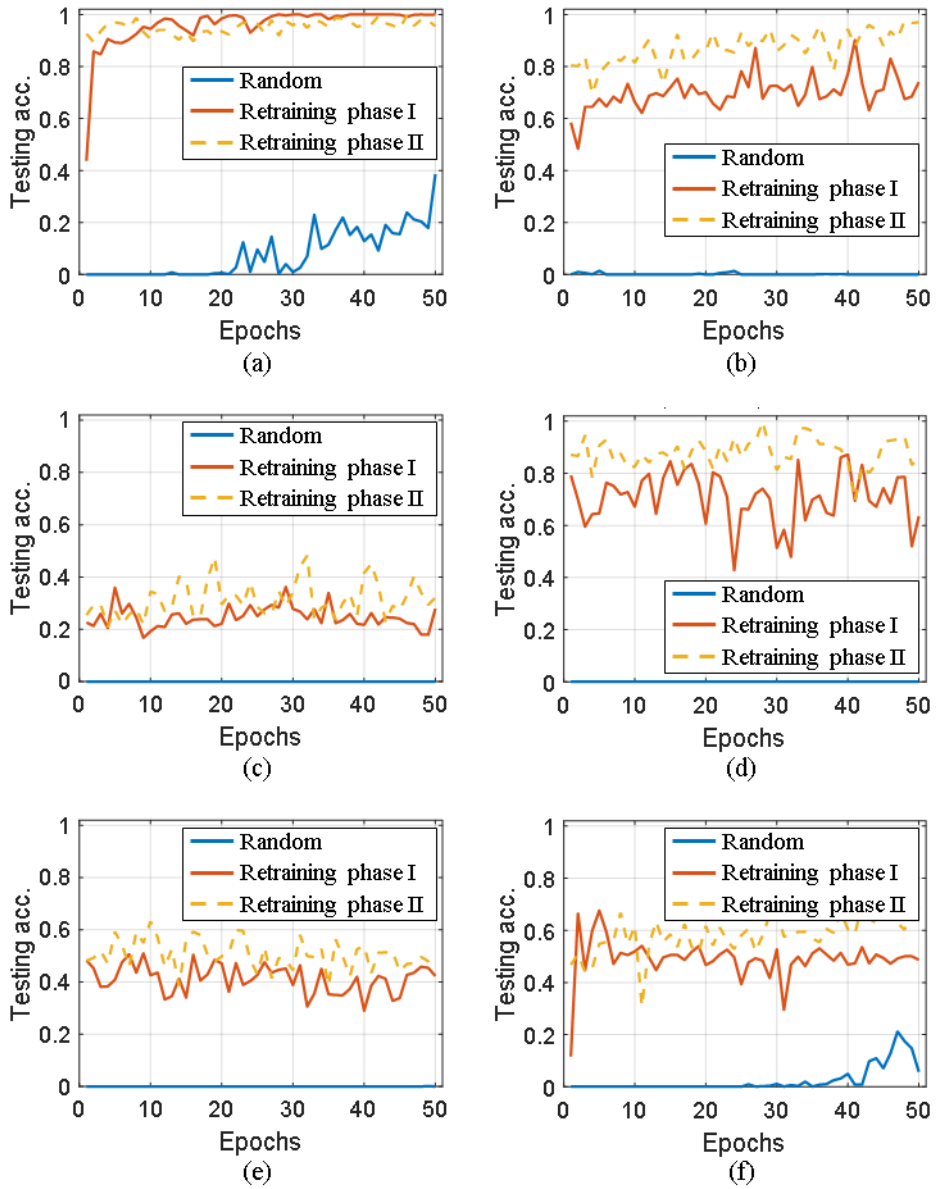 1
0.8
0.6
0.4
0.2
0
Testing acc.
Random
Retraining phase I
Retraining phase II
0 10 20 30 40 50
Epochs
(a)
1
0.8
0.6
0.4
0.2
0
Testing acc.
Random
Retraining phase I
Retraining phase II
0 10 20 30 40 50
Epochs
(b)
1
0.8
0.6
0.4
0.2
0
Testing acc.
Random
Retraining phase I
Retraining phase II
0 10 20 30 40 50
Epochs
(c)
1
0.8
0.6
0.4
0.2
0
Testing acc.
Random
Retraining phase I
Retraining phase II
0 10 20 30 40 50
Epochs
(d)
1
0.8
0.6
0.4
0.2
0
Testing acc.
Random
Retraining phase I
Retraining phase II
0 10 20 30 40 50
Epochs
(e)
1
0.8
0.6
0.4
0.2
0
Testing acc.
Random
Retraining phase I
Retraining phase II
0 10 20 30 40 50
Epochs
(f)